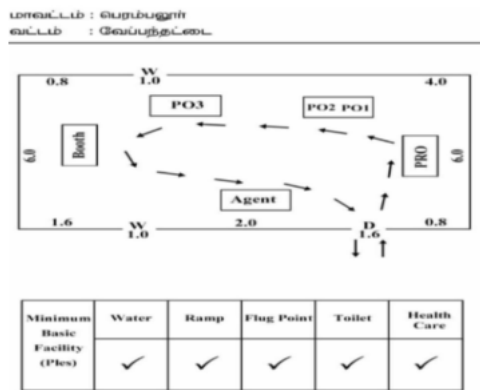 மாவட்டம் : பெரம்பலூர்
வட்டம் : வேப்பந்தட்டை
W
0.8 1.0 4.0
PO3 PO2 PO1
6.0 Booth PRO 6.0
Agent
1.6 W 2.0 D 0.8
1.0 1.6
Minimum Basic Facility (Ples) Water Ramp Flug Point Toilet Health Care